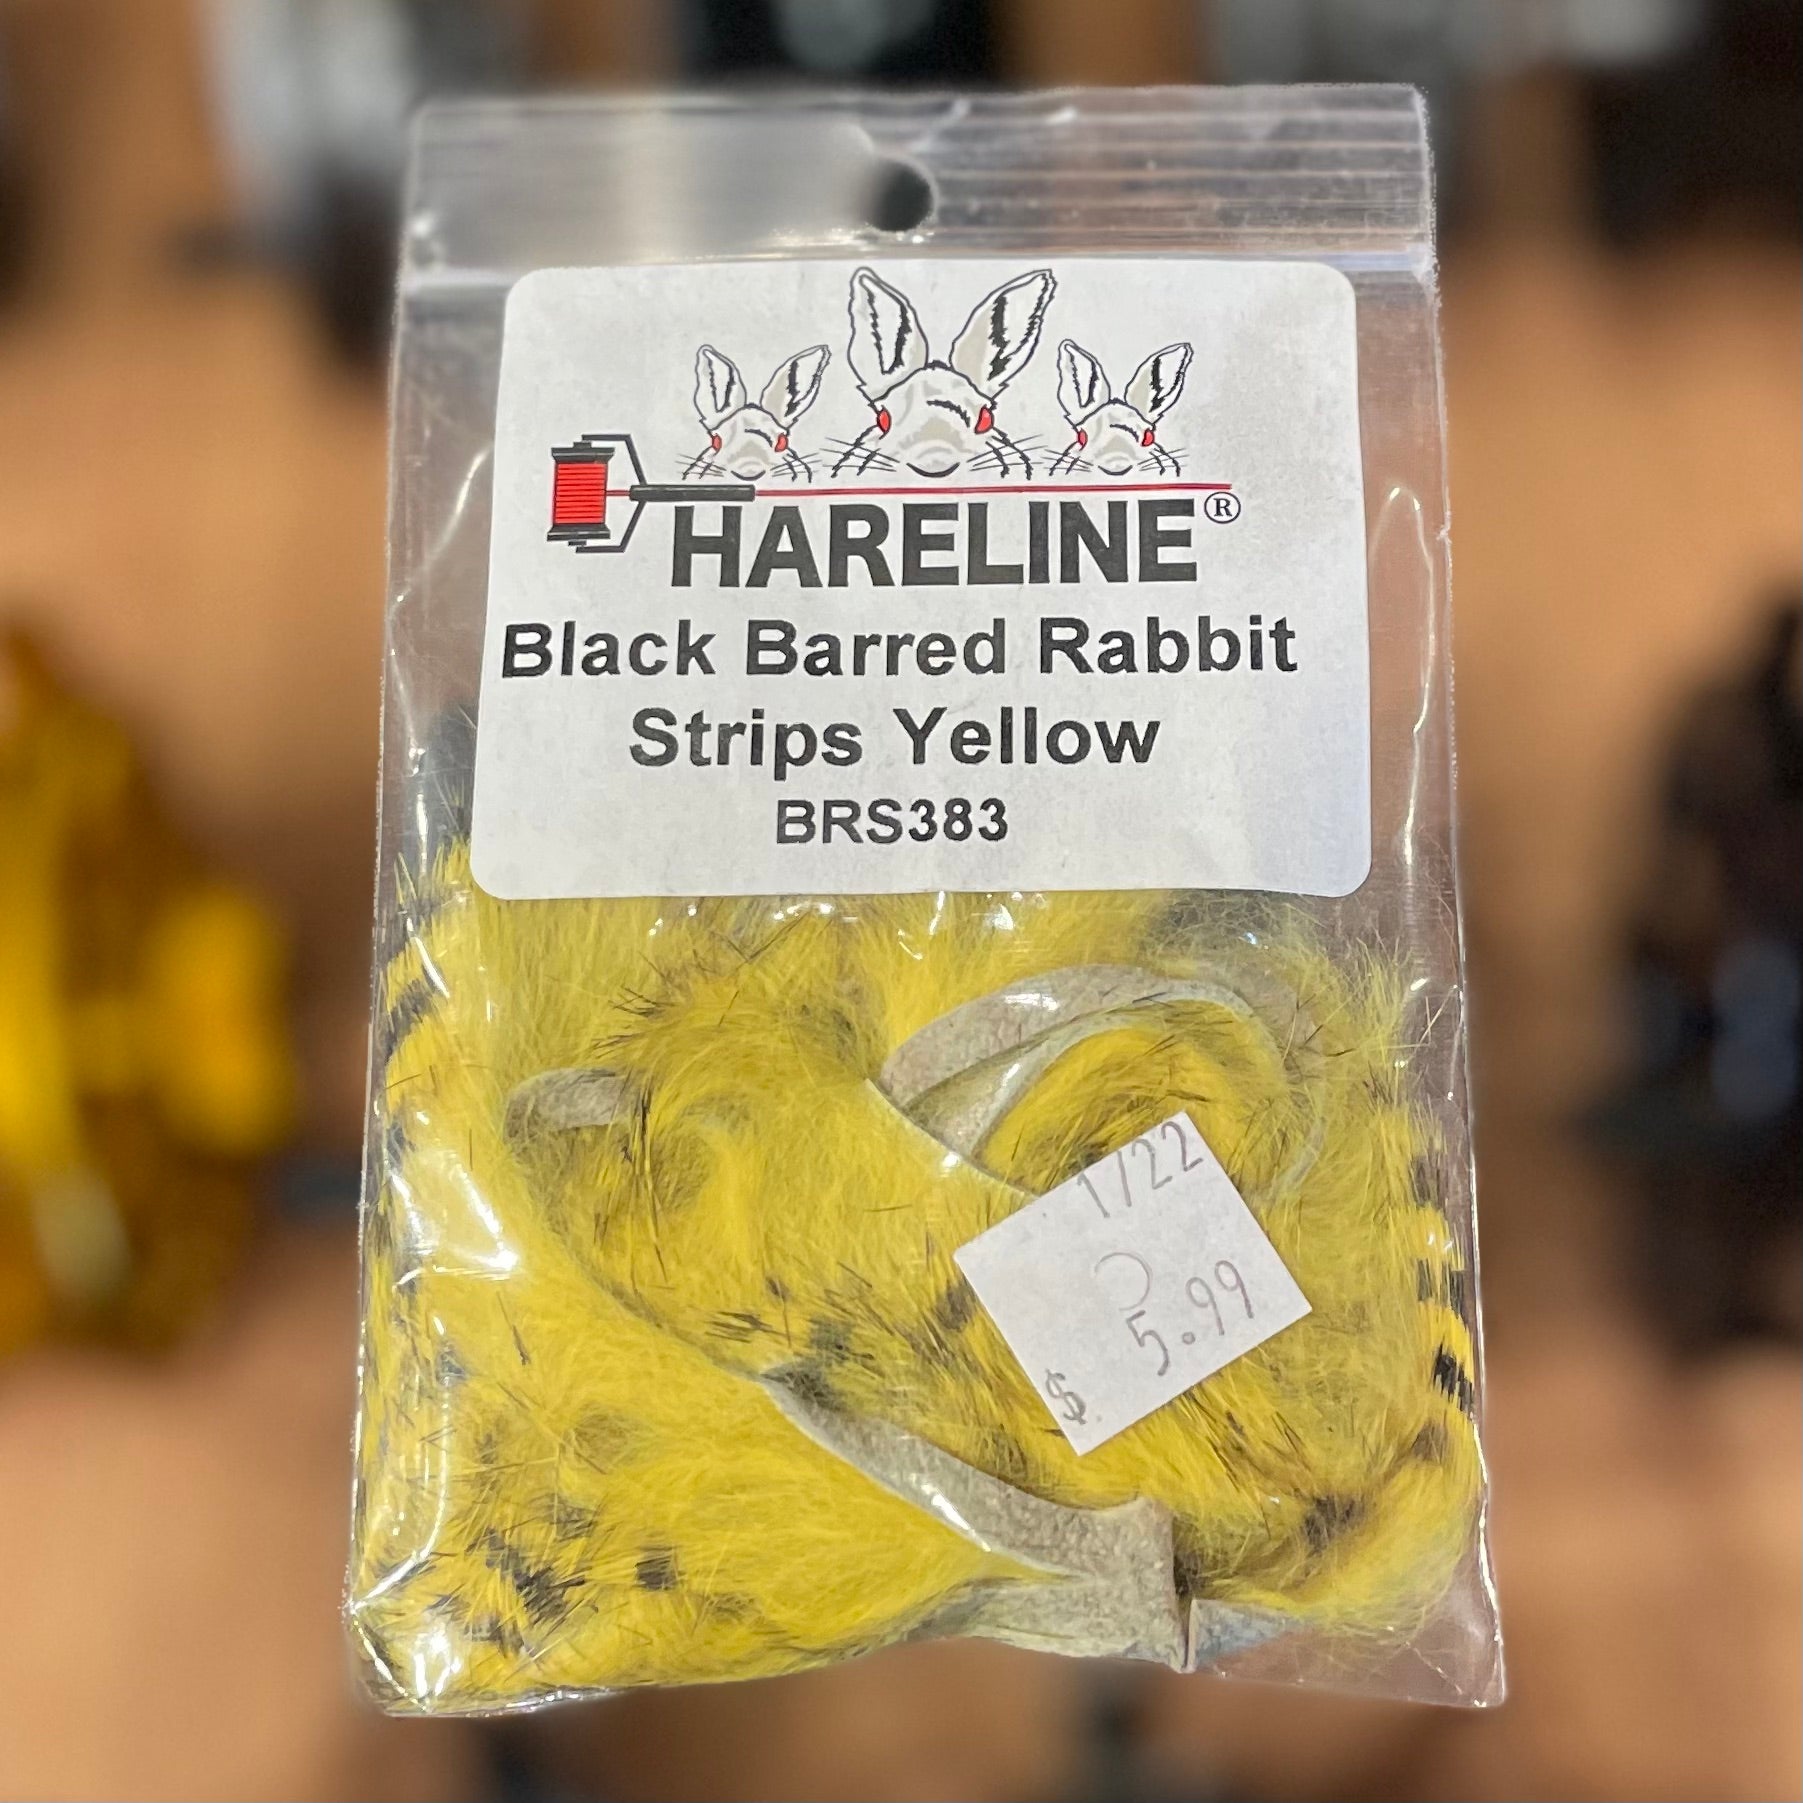 HARELINE®
Black Barred Rabbit
Strips Yellow
BRS383
1/22
5.99
$